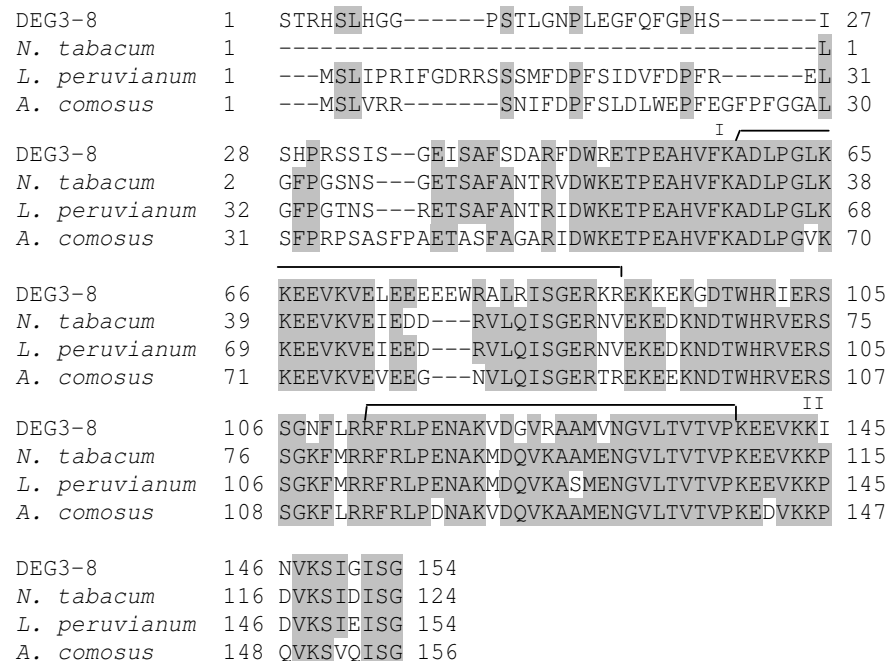 DEG3-8 1 STRHSLHGG------PSTLGNPLEGFQFGPHS-------I 27
N. tabacum 1 ----------------------------------------L 1
L. peruvianum 1 ---MSLIPRIFGDRRSSSMFDPFSIDVFDPFR------EL 31
A. comosus 1 ---MSLVRR-------SNIFDPFSLDLWEPFEGFPFGGAL 30
I
DEG3-8 28 SHPRSSIS--GEISAFSDARFDWRETPEAHVFKADLPGLK 65
N. tabacum 2 GFPGSNS---GETSAFANTRVDWKETPEAHVFKADLPGLK 38
L. peruvianum 32 GFPGTNS---RETSAFANTRIDWKETPEAHVFKADLPGLK 68
A. comosus 31 SFPRPSASFPAETASFAGARIDWKETPEAHVFKADLPGVK 70
DEG3-8 66 KEEVKVELEEEEEWRALRISGERKREKKEKGDTWHRIERS 105
N. tabacum 39 KEEVKVEIEDD---RVLQISGERNVEKEDKNDTWHRVERS 75
L. peruvianum 69 KEEVKVEIEED---RVLQISGERNVEKEDKNDTWHRVERS 105
A. comosus 71 KEEVKVEVEEG---NVLQISGERTREKEEKNDTWHRVERS 107
II
DEG3-8 106 SGNFLRRFRLPENAKVDGVRAAMVNGVLTVTVPKEEVKKI 145
N. tabacum 76 SGKFMRRFRLPENAKMDQVKAAMENGVLTVTVPKEEVKKP 115
L. peruvianum 106 SGKFMRRFRLPENAKMDQVKASMENGVLTVTVPKEEVKKP 145
A. comosus 108 SGKFLRRFRLPDNAKVDQVKAAMENGVLTVTVPKEDVKKP 147
DEG3-8 146 NVKSIGISG 154
N. tabacum 116 DVKSIDISG 124
L. peruvianum 146 DVKSIEISG 154
A. comosus 148 QVKSVQISG 156